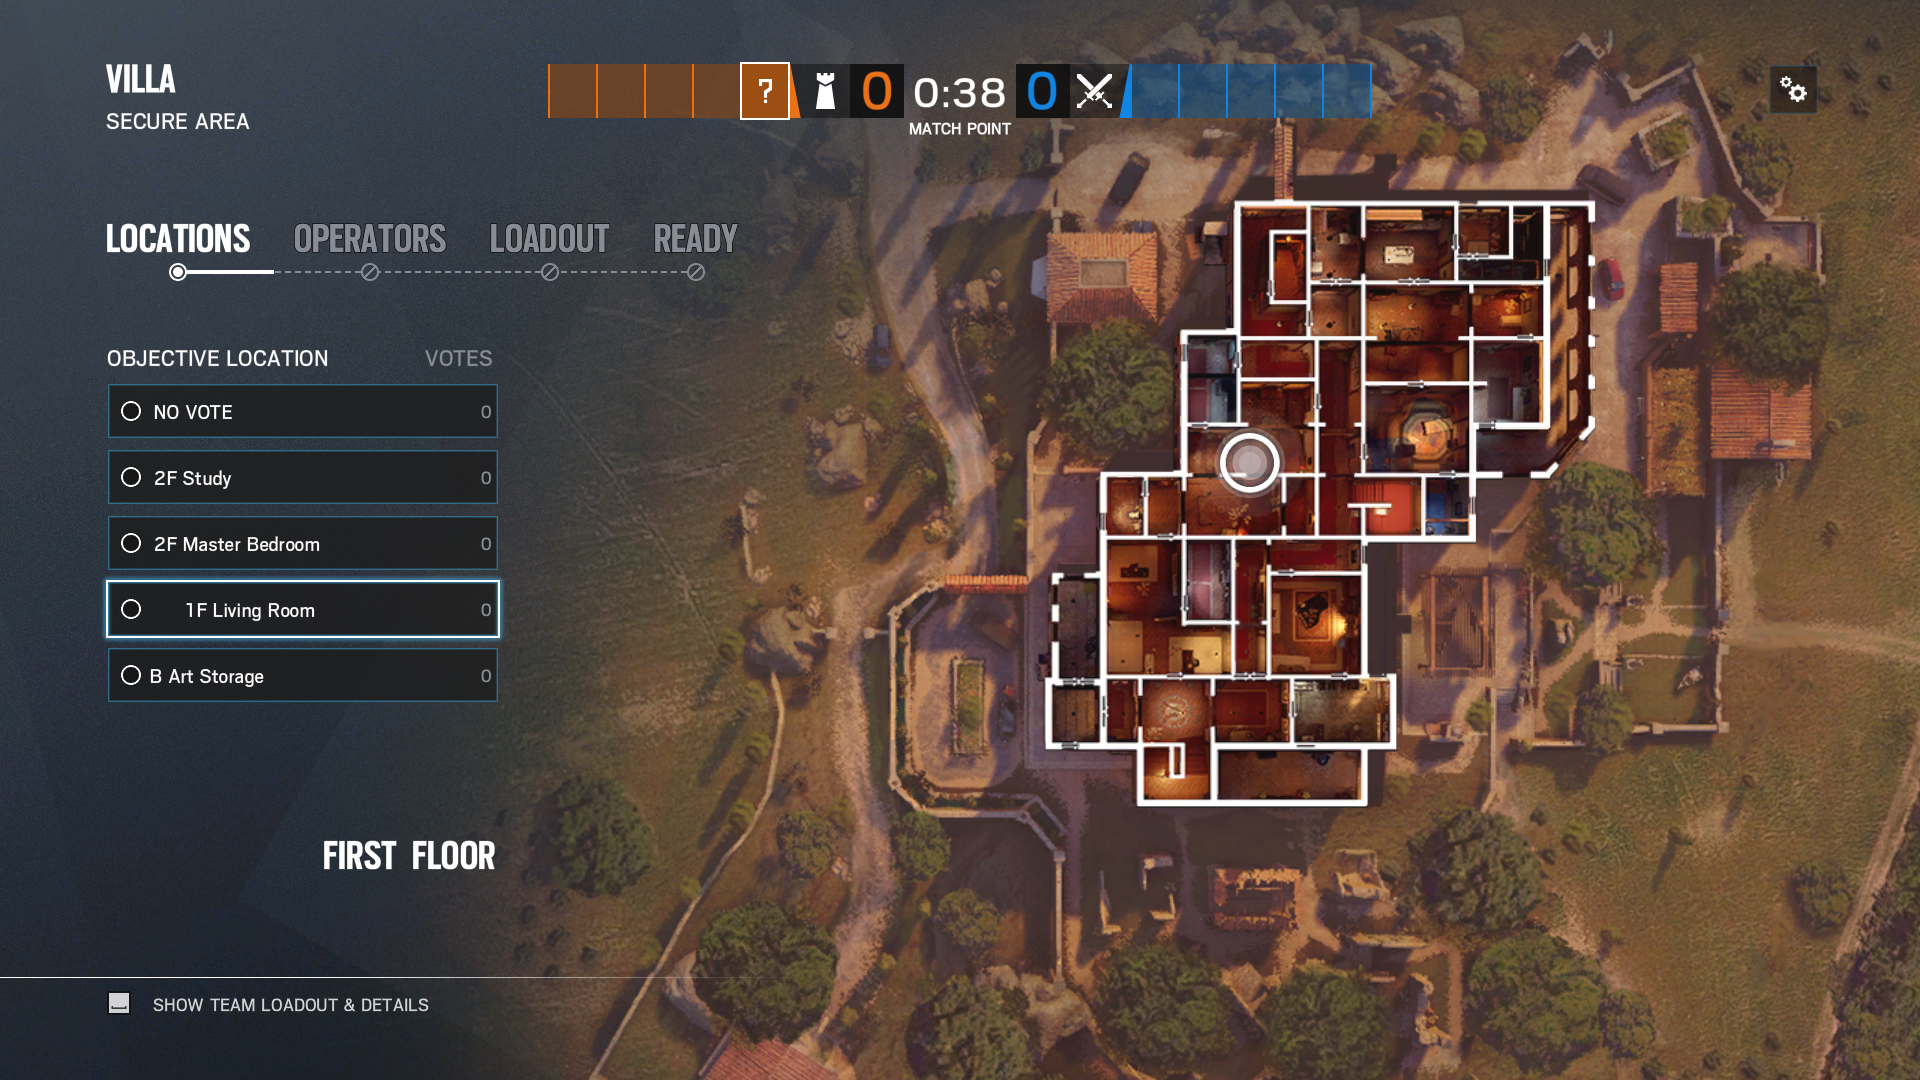 VILLA
SECURE AREA
?
0
0:38
0
MATCH POINT
LOCATIONS
OPERATORS
LOADOUT
READY
OBJECTIVE LOCATION
VOTES
NO VOTE
0
2F Study
0
2F Master Bedroom
0
1F Living Room
0
B Art Storage
0
FIRST FLOOR
SHOW TEAM LOADOUT & DETAILS